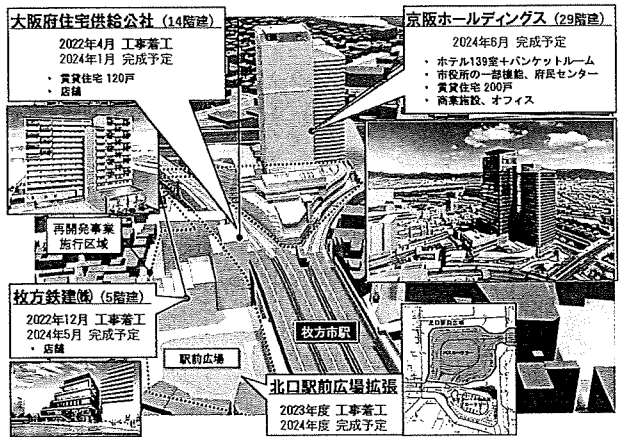 大阪府住宅供給公社（14階建）
2022年4月 工事着工
2024年1月 完成予定
・ 賃貸住宅 120戸
・ 店舗
京阪ホールディングス（29階建）
2024年6月 完成予定
・ ホテル139室＋バンケットルーム
・ 市役所の一部機能、府民センター
・ 賃貸住宅 200戸
・ 商業施設、オフィス
再開発事業
施行区域
枚方鉄建㈱（5階建）
2022年12月 工事着工
2024年5月 完成予定
・ 店舗
枚方市駅
駅前広場
北口駅前広場拡張
2023年度 工事着工
2024年度 完成予定